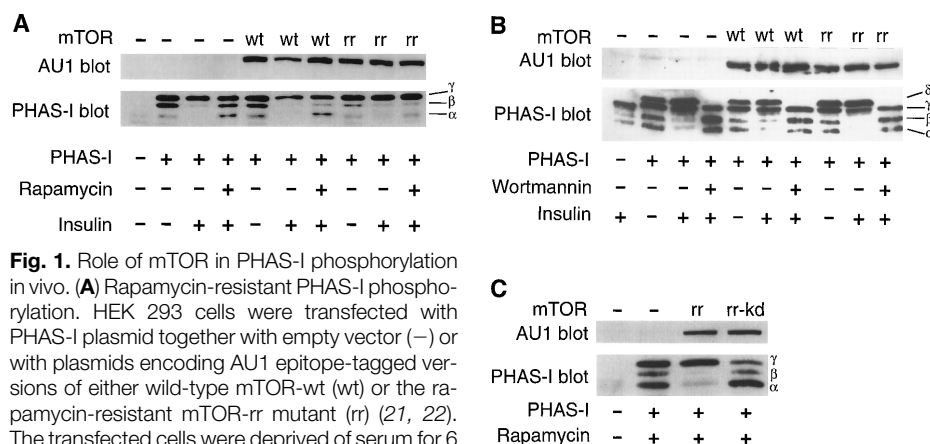 A
mTOR – – – – wt wt wt rr rr rr
AU1 blot
PHAS-I blot
γ
β
α
PHAS-I – + + + + + + + + +
Rapamycin – – – + – – + – – +
Insulin – – + + – + + – + +
Fig. 1. Role of mTOR in PHAS-I phosphorylation
in vivo. (A) Rapamycin-resistant PHAS-I phospho-
rylation. HEK 293 cells were transfected with
PHAS-I plasmid together with empty vector (−) or
with plasmids encoding AU1 epitope-tagged ver-
sions of either wild-type mTOR-wt (wt) or the ra-
pamycin-resistant mTOR-rr mutant (rr) (21, 22).
The transfected cells were deprived of serum for 6
B
mTOR – – – – wt wt wt rr rr rr
AU1 blot
PHAS-I blot
δ
γ
β
α
PHAS-I – + + + + + + + + +
Wortmannin – – – + – – + – – +
Insulin + – + + – + + – + +
C
mTOR – – rr rr-kd
AU1 blot
PHAS-I blot
γ
β
α
PHAS-I – + + +
Rapamycin – + + +